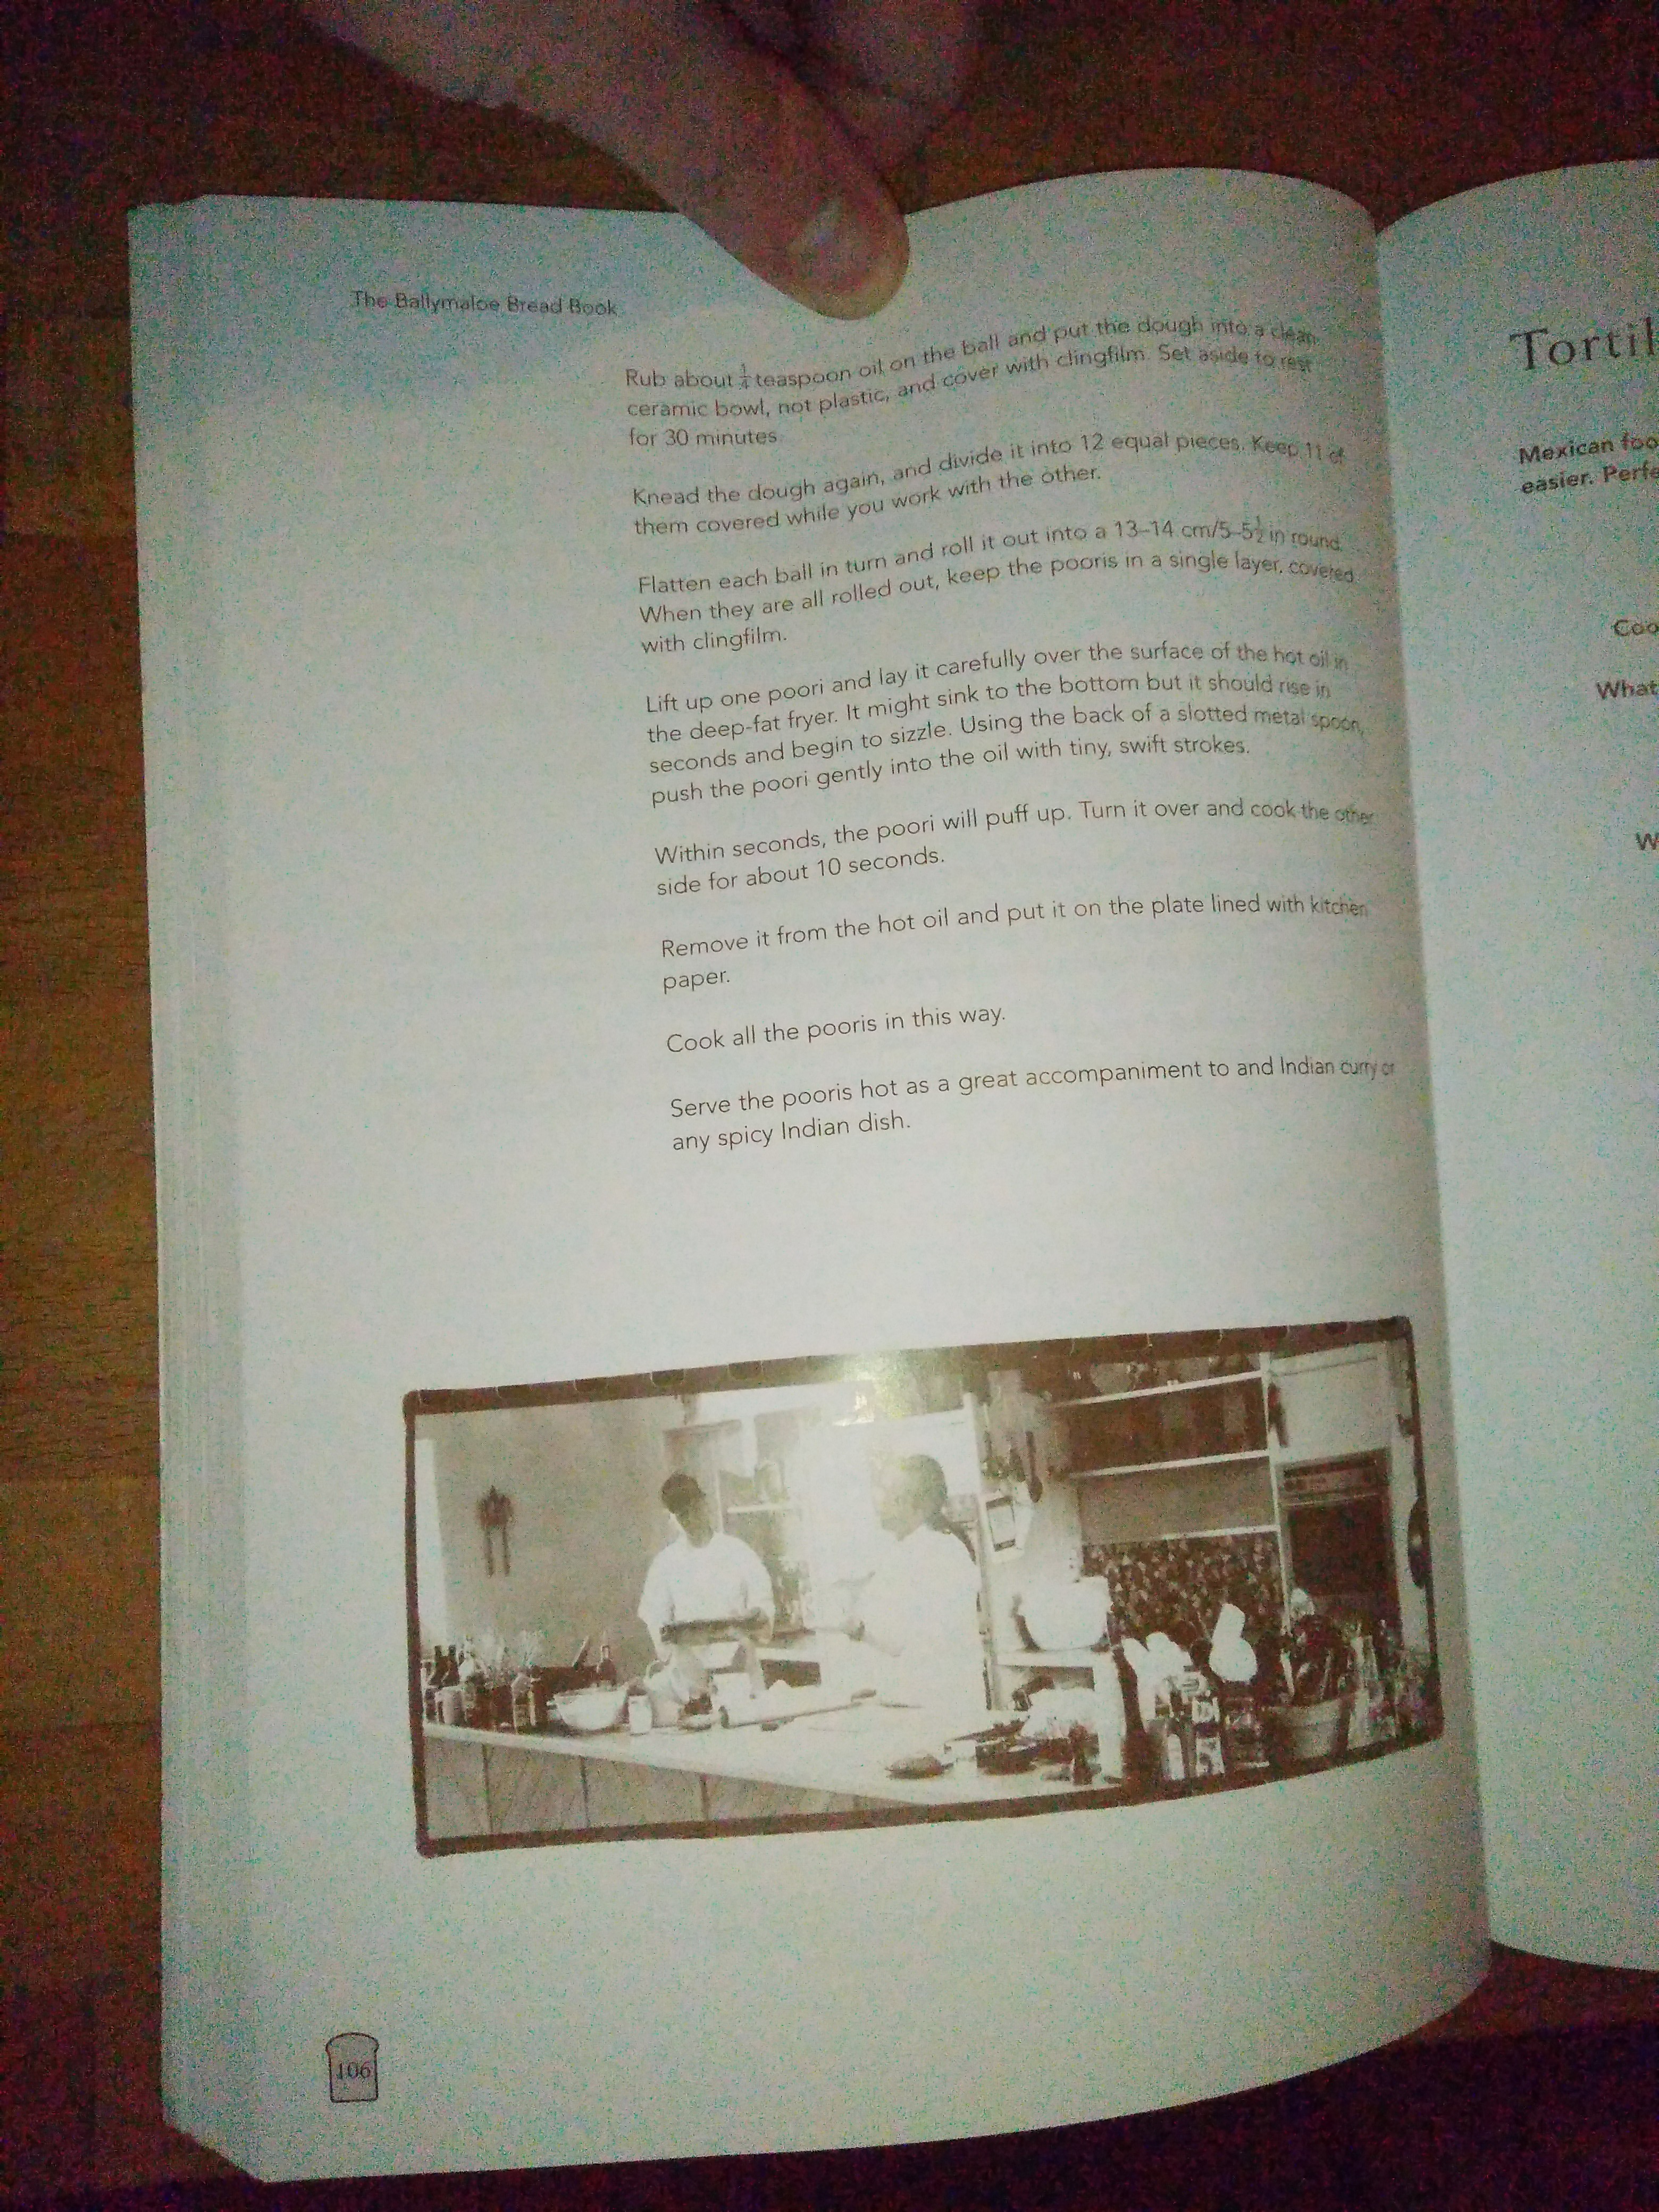 The Ballymaloe Bread Book
Rub about ¼ teaspoon oil on the ball and put the dough into a clean
ceramic bowl, not plastic, and cover with clingfilm. Set aside to rest
for 30 minutes.
Knead the dough again, and divide it into 12 equal pieces. Keep 11 of
them covered while you work with the other.
Flatten each ball in turn and roll it out into a 13–14 cm/5–5½ in round.
When they are all rolled out, keep the pooris in a single layer, covered
with clingfilm.
Lift up one poori and lay it carefully over the surface of the hot oil in
the deep-fat fryer. It might sink to the bottom but it should rise in
seconds and begin to sizzle. Using the back of a slotted metal spoon,
push the poori gently into the oil with tiny, swift strokes.
Within seconds, the poori will puff up. Turn it over and cook the other
side for about 10 seconds.
Remove it from the hot oil and put it on the plate lined with kitchen
paper.
Cook all the pooris in this way.
Serve the pooris hot as a great accompaniment to and Indian curry or
any spicy Indian dish.
106
Tortil
Mexican foo
easier. Perfe
Coo
What
W